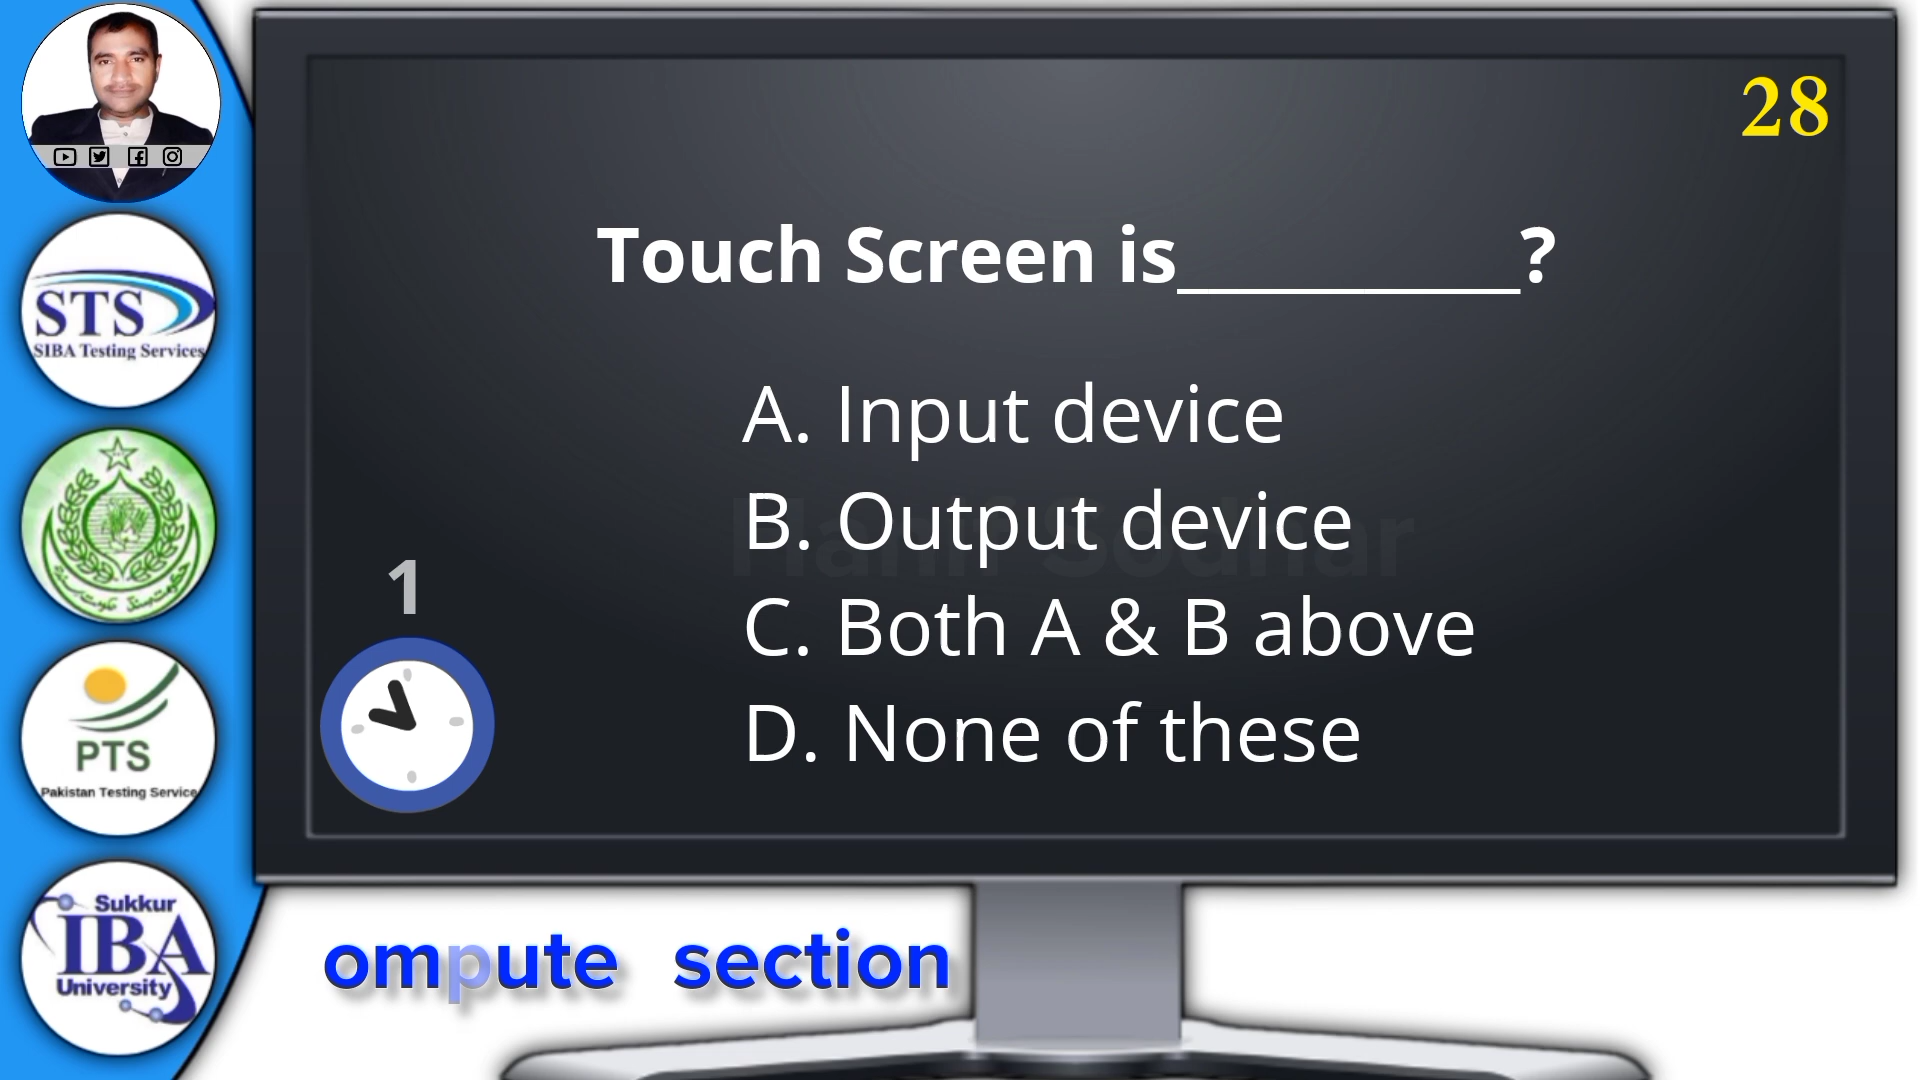 28
Touch Screen is___________?
A. Input device
B. Output device
C. Both A & B above
D. None of these
1
STS
SIBA Testing Services
PTS
Pakistan Testing Service
Sukkur
IBA
University
ompute section